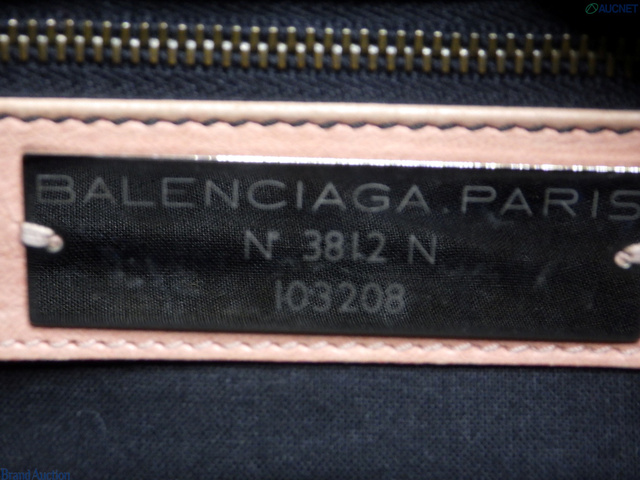 AUCNET
BALENCIAGA.PARIS
N° 3812 N
103208
Brand Auction